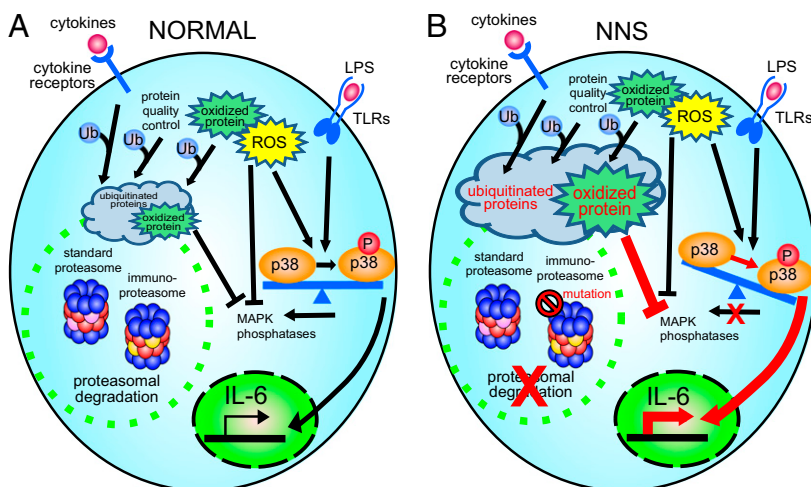 A
NORMAL
cytokines
cytokine
receptors
LPS
TLRs
protein
quality
control
oxidized
protein
ROS
Ub
Ub
Ub
ubiquitinated
proteins
oxidized
protein
standard
proteasome
immuno-
proteasome
p38
P
p38
MAPK
phosphatases
proteasomal
degradation
IL-6
B
NNS
cytokines
cytokine
receptors
LPS
TLRs
protein
quality
control
oxidized
protein
ROS
Ub
Ub
Ub
ubiquitinated
proteins
oxidized
protein
standard
proteasome
immuno-
proteasome
mutation
p38
P
p38
X
MAPK
phosphatases
proteasomal
degradation
X
IL-6